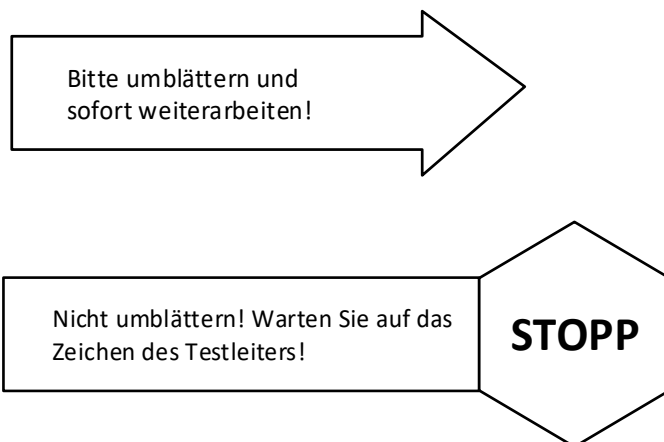 Bitte umblättern und
sofort weiterarbeiten!
Nicht umblättern! Warten Sie auf das
Zeichen des Testleiters!
STOPP